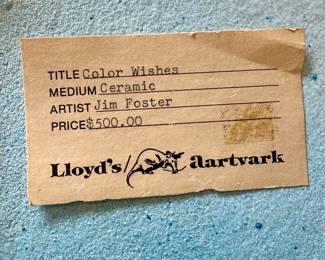 TITLE Color Wishes
MEDIUM Ceramic
ARTIST Jim Foster
PRICE $500.00
Lloyd's Aartvark